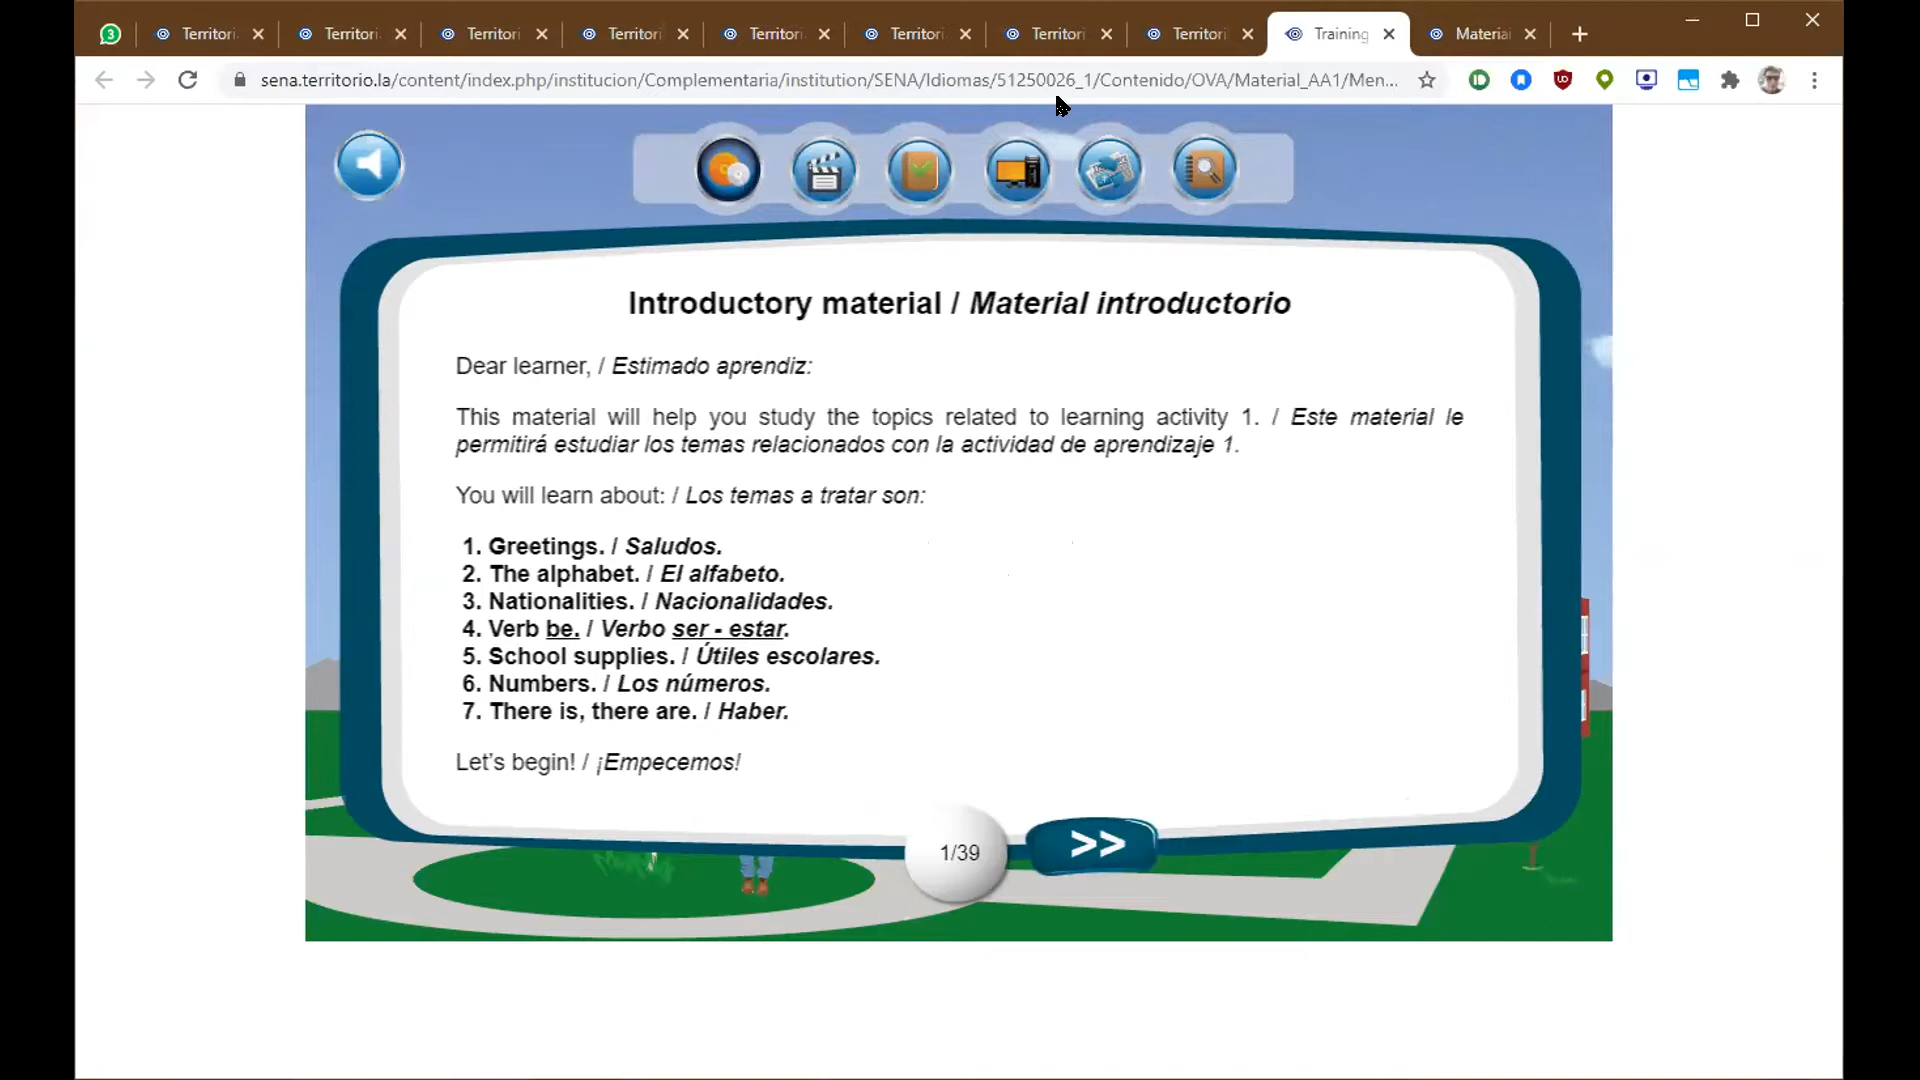 3 Territori Territori Territori Territori Territori Territori Territori Territori Training Materia
sena.territorio.la/content/index.php/institucion/Complementaria/institution/SENA/Idiomas/51250026_1/Contenido/OVA/Material_AA1/Men...
Introductory material / Material introductorio
Dear learner, / Estimado aprendiz:
This material will help you study the topics related to learning activity 1. / Este material le
permitirá estudiar los temas relacionados con la actividad de aprendizaje 1.
You will learn about: / Los temas a tratar son:
1. Greetings. / Saludos.
2. The alphabet. / El alfabeto.
3. Nationalities. / Nacionalidades.
4. Verb be. / Verbo ser - estar.
5. School supplies. / Útiles escolares.
6. Numbers. / Los números.
7. There is, there are. / Haber.
Let's begin! / ¡Empecemos!
1/39 >>